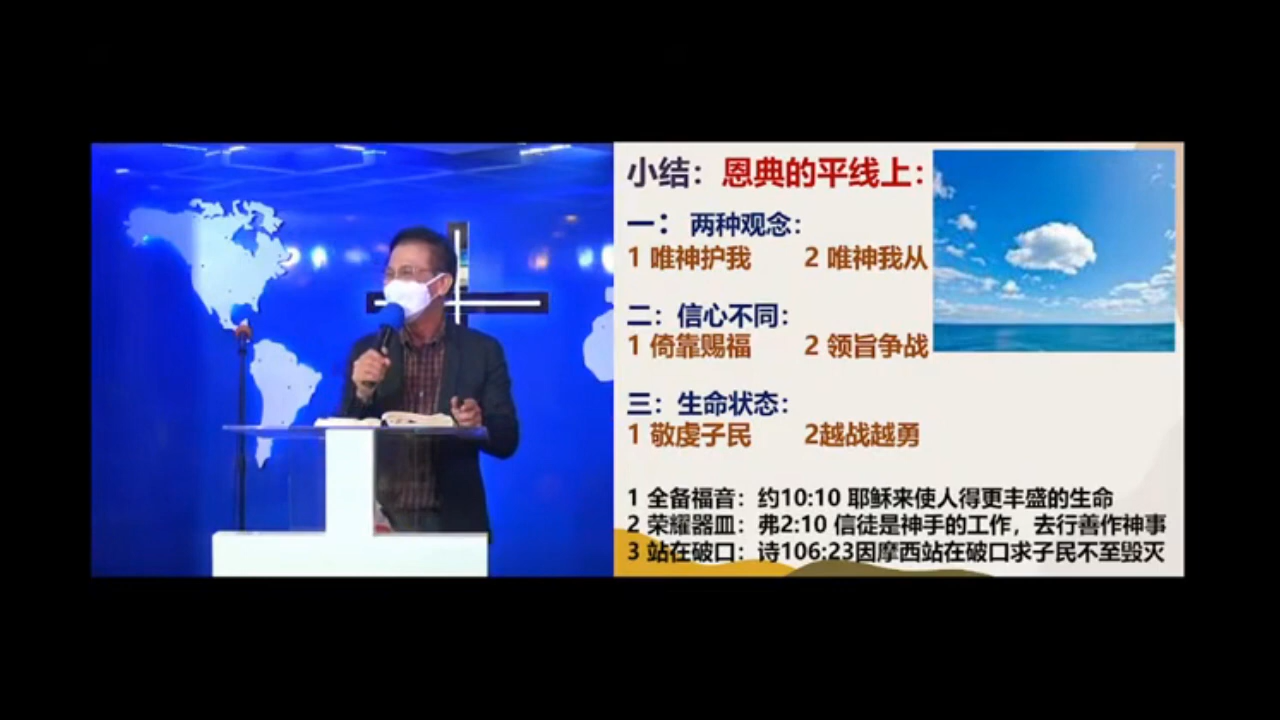 小结：恩典的平线上：
一：两种观念：
1 唯神护我 2 唯神我从
二：信心不同：
1 倚靠赐福 2 领旨争战
三：生命状态：
1 敬虔子民 2越战越勇
1 全备福音：约10:10 耶稣来使人得更丰盛的生命
2 荣耀器皿：弗2:10 信徒是神手的工作，去行善作神事
3 站在破口：诗106:23因摩西站在破口求子民不至毁灭